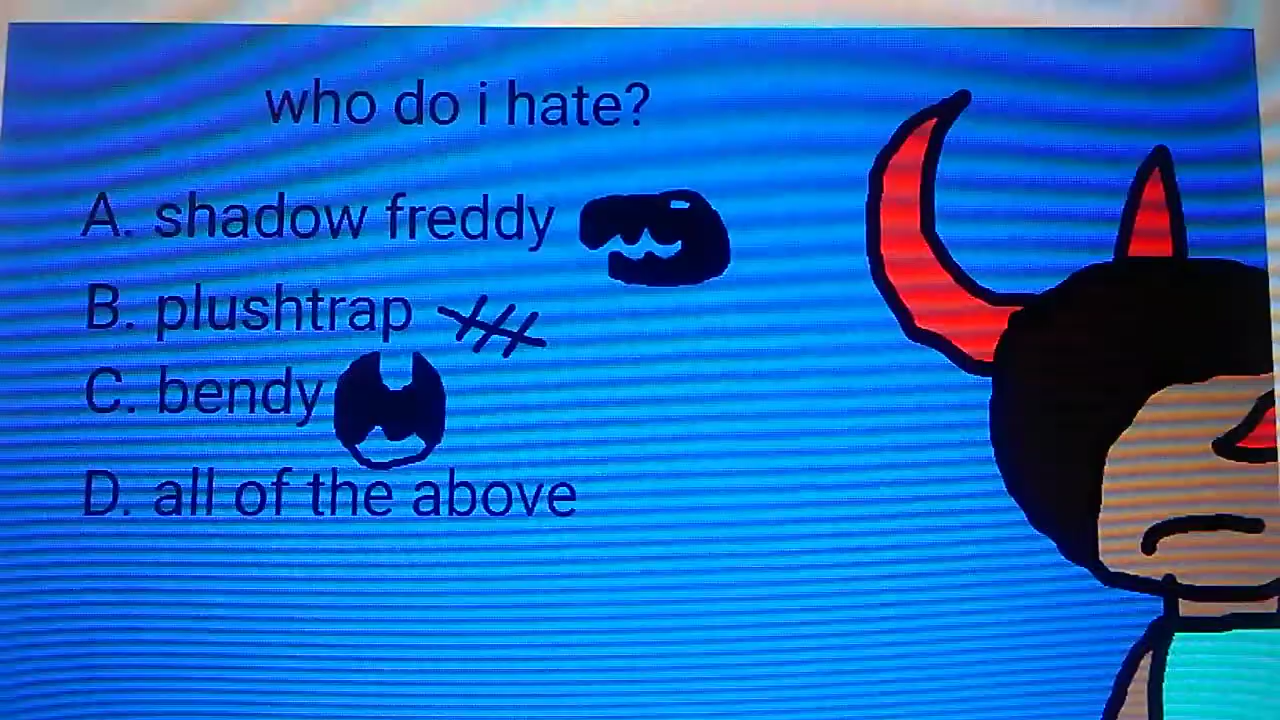 who do i hate?
A. shadow freddy
B. plushtrap
C. bendy
D. all of the above